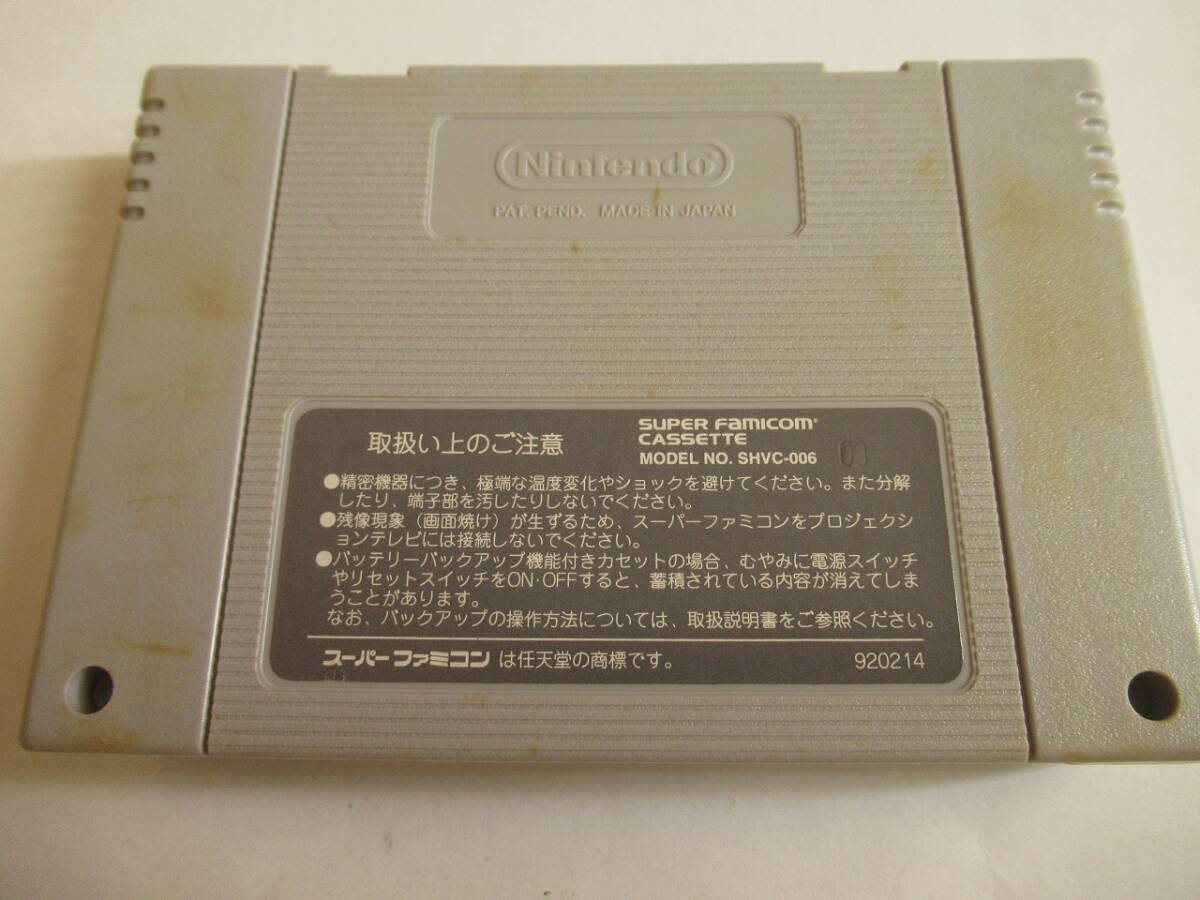 Nintendo®
PAT. PEND. MADE IN JAPAN
取扱い上のご注意
SUPER FAMICOM®
CASSETTE
MODEL NO. SHVC-006
●精密機器につき、極端な温度変化やショックを避けてください。また分解
したり、端子部を汚したりしないでください。
●残像現象（画面焼け）が生ずるため、スーパーファミコンをプロジェクシ
ョンテレビには接続しないでください。
●バッテリーバックアップ機能付きカセットの場合、むやみに電源スイッチ
やリセットスイッチをON・OFFすると、蓄積されている内容が消えてしま
うことがあります。
なお、バックアップの操作方法については、取扱説明書をご参照ください。
スーパーファミコン は任天堂の商標です。
920214